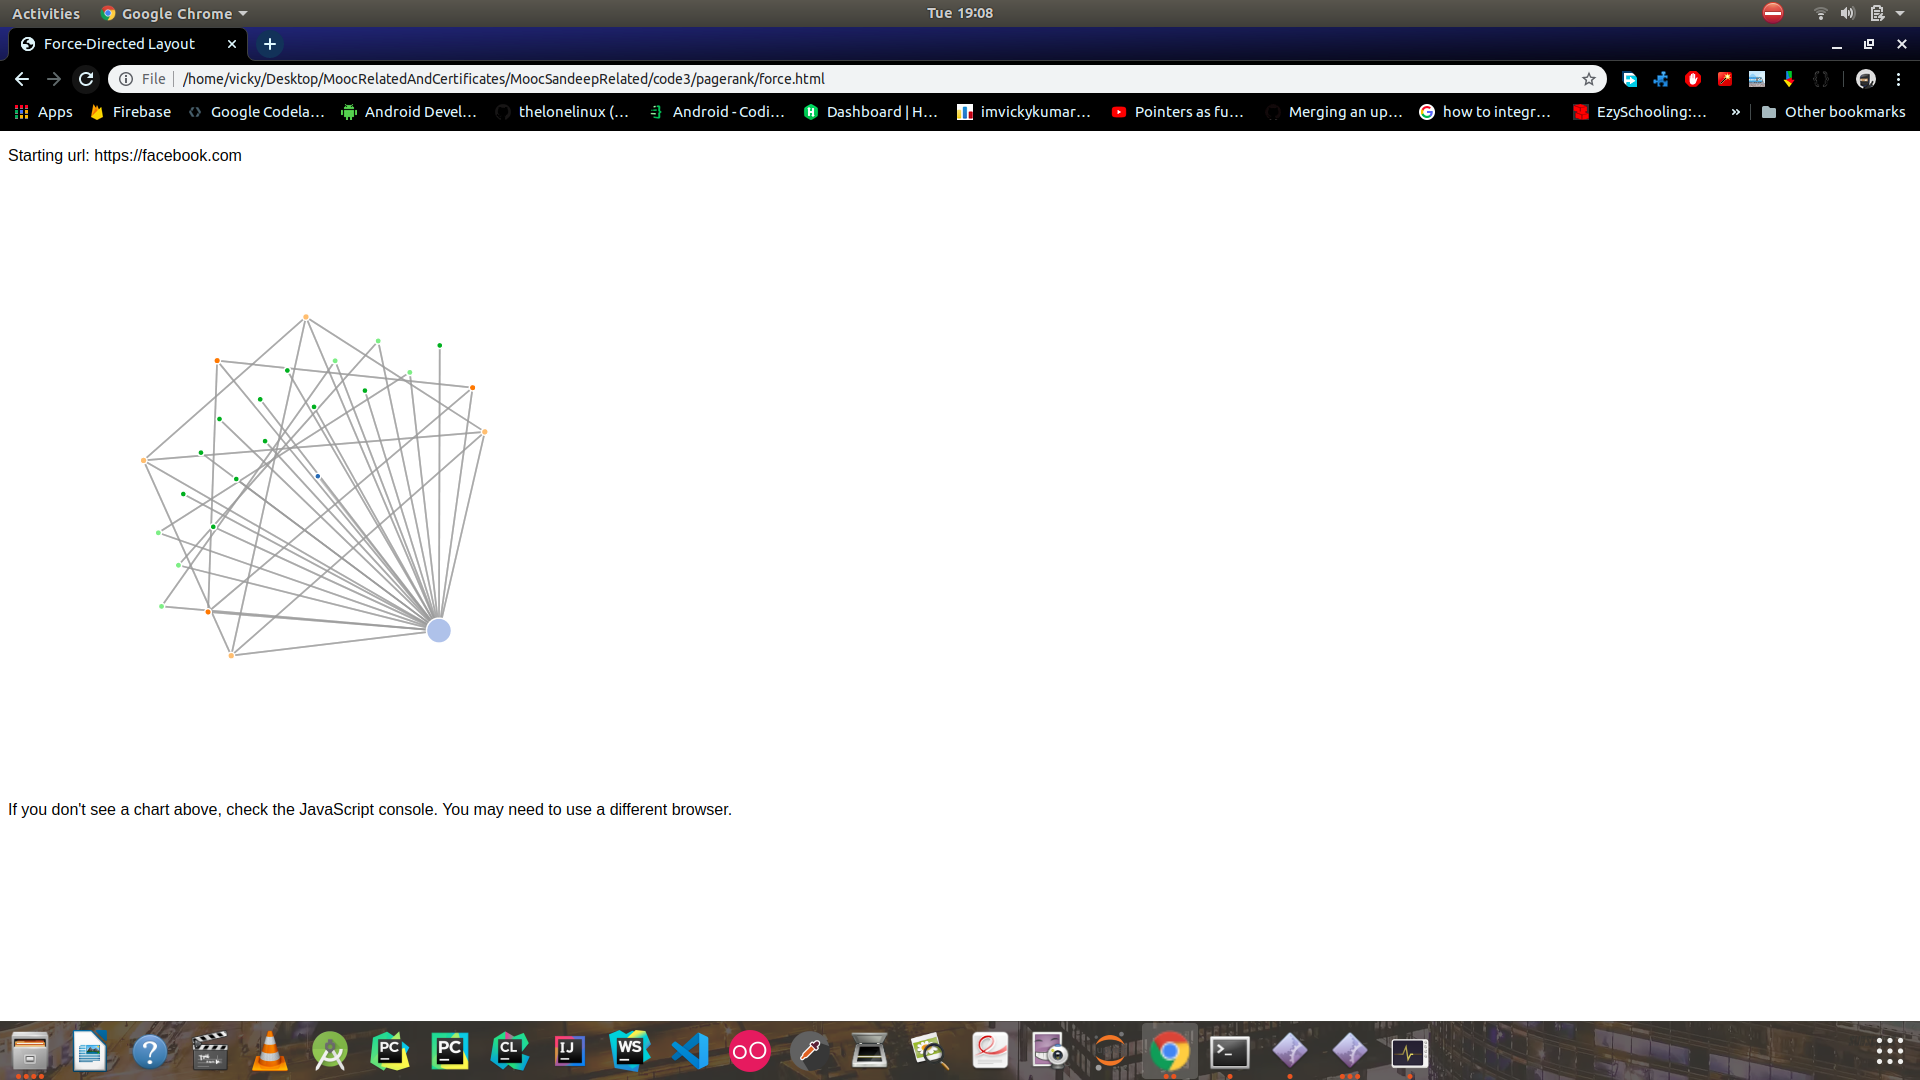 Activities Google Chrome Tue 19:08
Force-Directed Layout
File /home/vicky/Desktop/MoocRelatedAndCertificates/MoocSandeepRelated/code3/pagerank/force.html
Apps Firebase Google Codela... Android Devel... thelonelinux (... Android - Codi... Dashboard | H... imvickykumar... Pointers as fu... Merging an up... how to integr... EzySchooling:... » Other bookmarks
Starting url: https://facebook.com
If you don't see a chart above, check the JavaScript console. You may need to use a different browser.
PC PC CL IJ WS